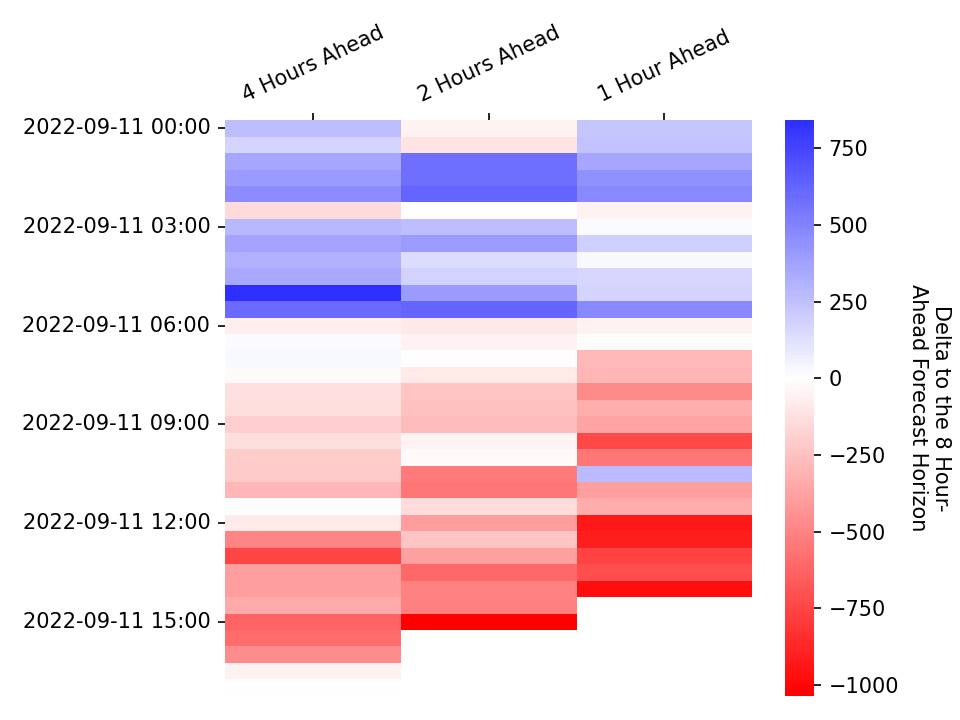 4 Hours Ahead
2 Hours Ahead
1 Hour Ahead
2022-09-11 00:00
2022-09-11 03:00
2022-09-11 06:00
2022-09-11 09:00
2022-09-11 12:00
2022-09-11 15:00
750
500
250
0
−250
−500
−750
−1000
Delta to the 8 Hour-
Ahead Forecast Horizon